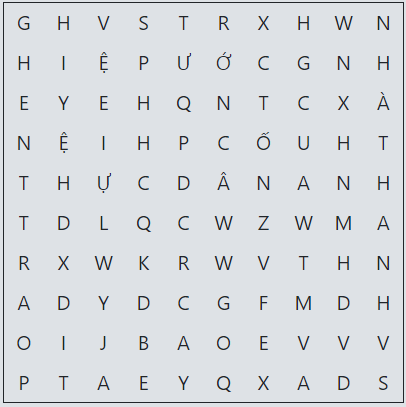 G H V S T R X H W N
H I Ệ P Ư Ớ C G N H
E Y E H Q N T C X À
N Ệ I H P C Ố U H T
T H Ự C D Â N A N H
T D L Q C W Z W M A
R X W K R W V T H N
A D Y D C G F M D H
O I J B A O E V V V
P T A E Y Q X A D S